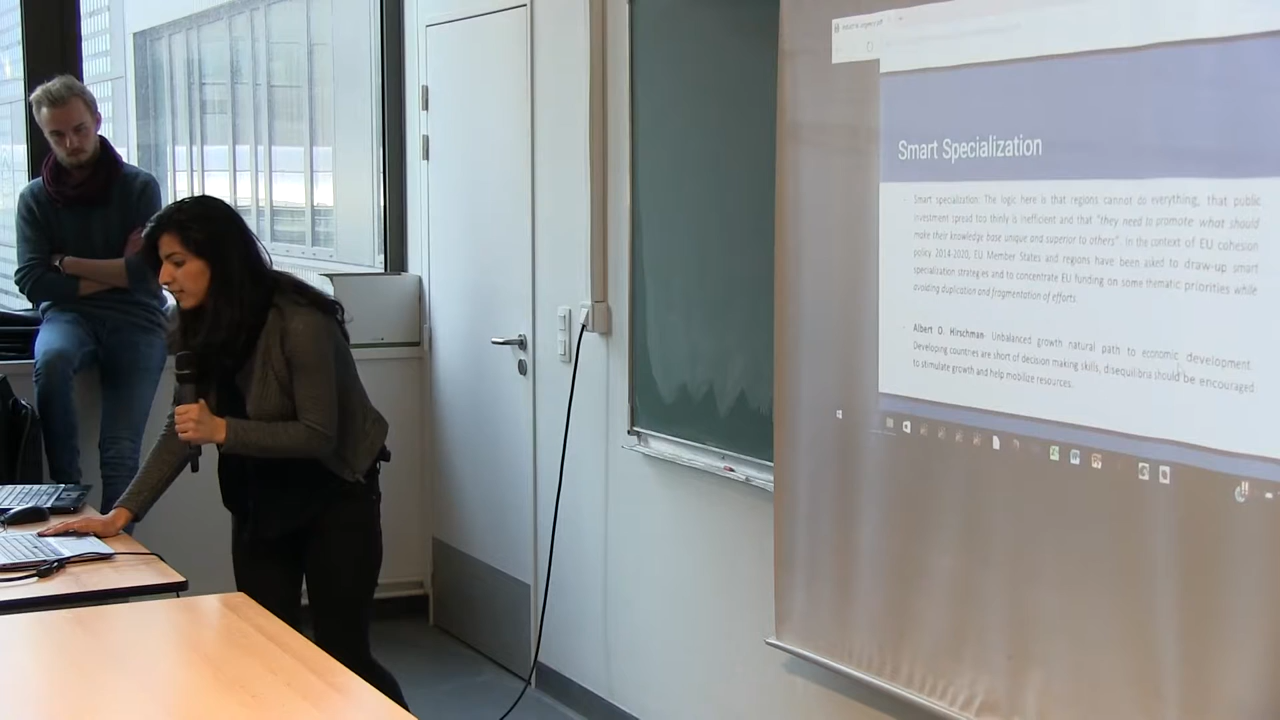 Smart Specialization
Smart specialization: The logic here is that regions cannot do everything, that public
investment spread too thinly is inefficient and that "they need to promote what should
make their knowledge base unique and superior to others". In the context of EU cohesion
policy 2014-2020, EU Member States and regions have been asked to draw-up smart
specialization strategies and to concentrate EU funding on some thematic priorities while
avoiding duplication and fragmentation of efforts
Albert O. Hirschman- Unbalanced growth natural path to economic development
Developing countries are short of decision making skills, disequilibria should be encouraged
to stimulate growth and help mobilize resources.